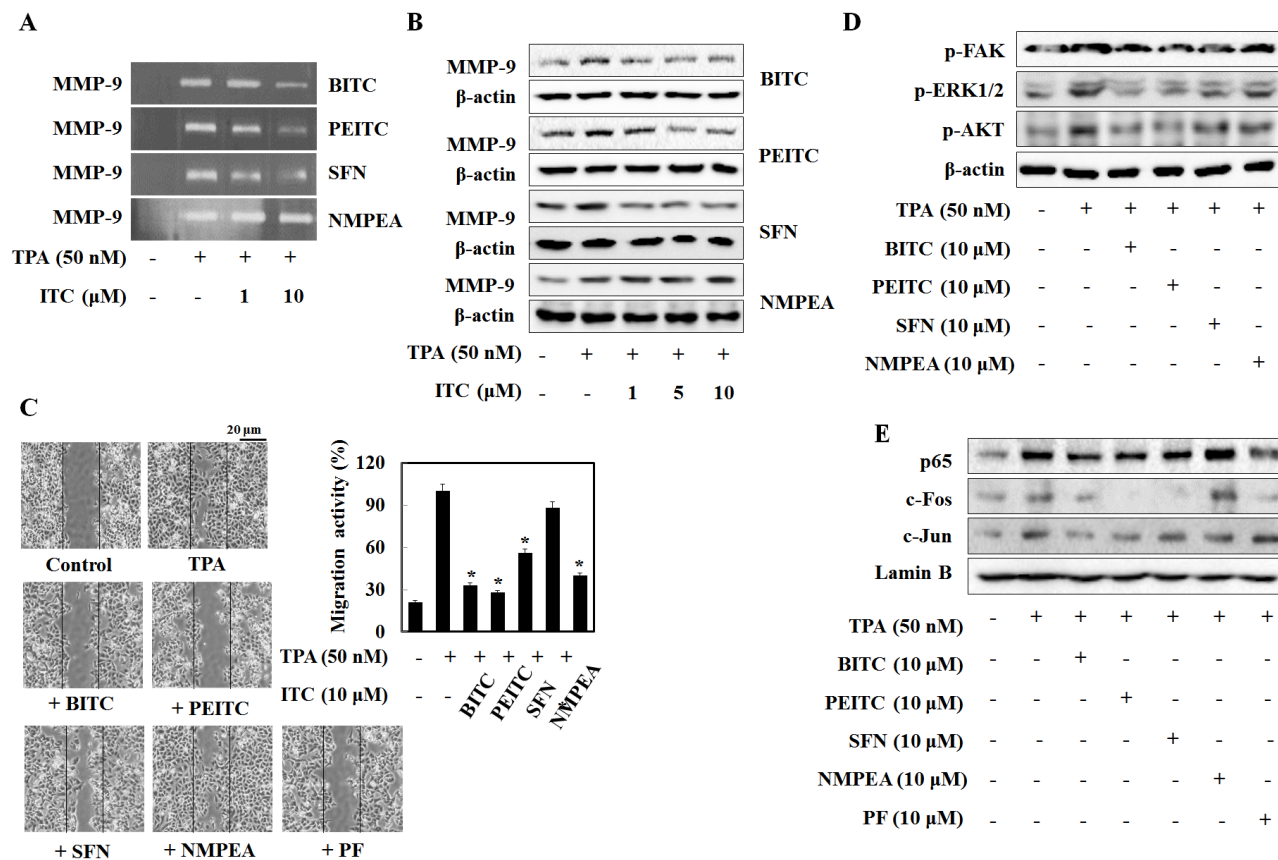 A
MMP-9 BITC
MMP-9 PEITC
MMP-9 SFN
MMP-9 NMPEA
TPA (50 nM) - + + +
ITC (μM) - - 1 10
B
MMP-9
β-actin
BITC
MMP-9
β-actin
PEITC
MMP-9
β-actin
SFN
MMP-9
β-actin
NMPEA
TPA (50 nM) - + + + +
ITC (μM) - - 1 5 10
C
20 μm
Control TPA
+ BITC + PEITC
+ SFN + NMPEA + PF
Migration activity (%)
120
90
60
30
0
* * * *
TPA (50 nM) - + + + + +
ITC (10 μM) - - BITC PEITC SFN NMPEA
*
D
p-FAK
p-ERK1/2
p-AKT
β-actin
TPA (50 nM) - + + + + +
BITC (10 μM) - - + - - -
PEITC (10 μM) - - - + - -
SFN (10 μM) - - - - + -
NMPEA (10 μM) - - - - - +
E
p65
c-Fos
c-Jun
Lamin B
TPA (50 nM) - + + + + + +
BITC (10 μM) - - + - - - -
PEITC (10 μM) - - - + - - -
SFN (10 μM) - - - - + - -
NMPEA (10 μM) - - - - - + -
PF (10 μM) - - - - - - +